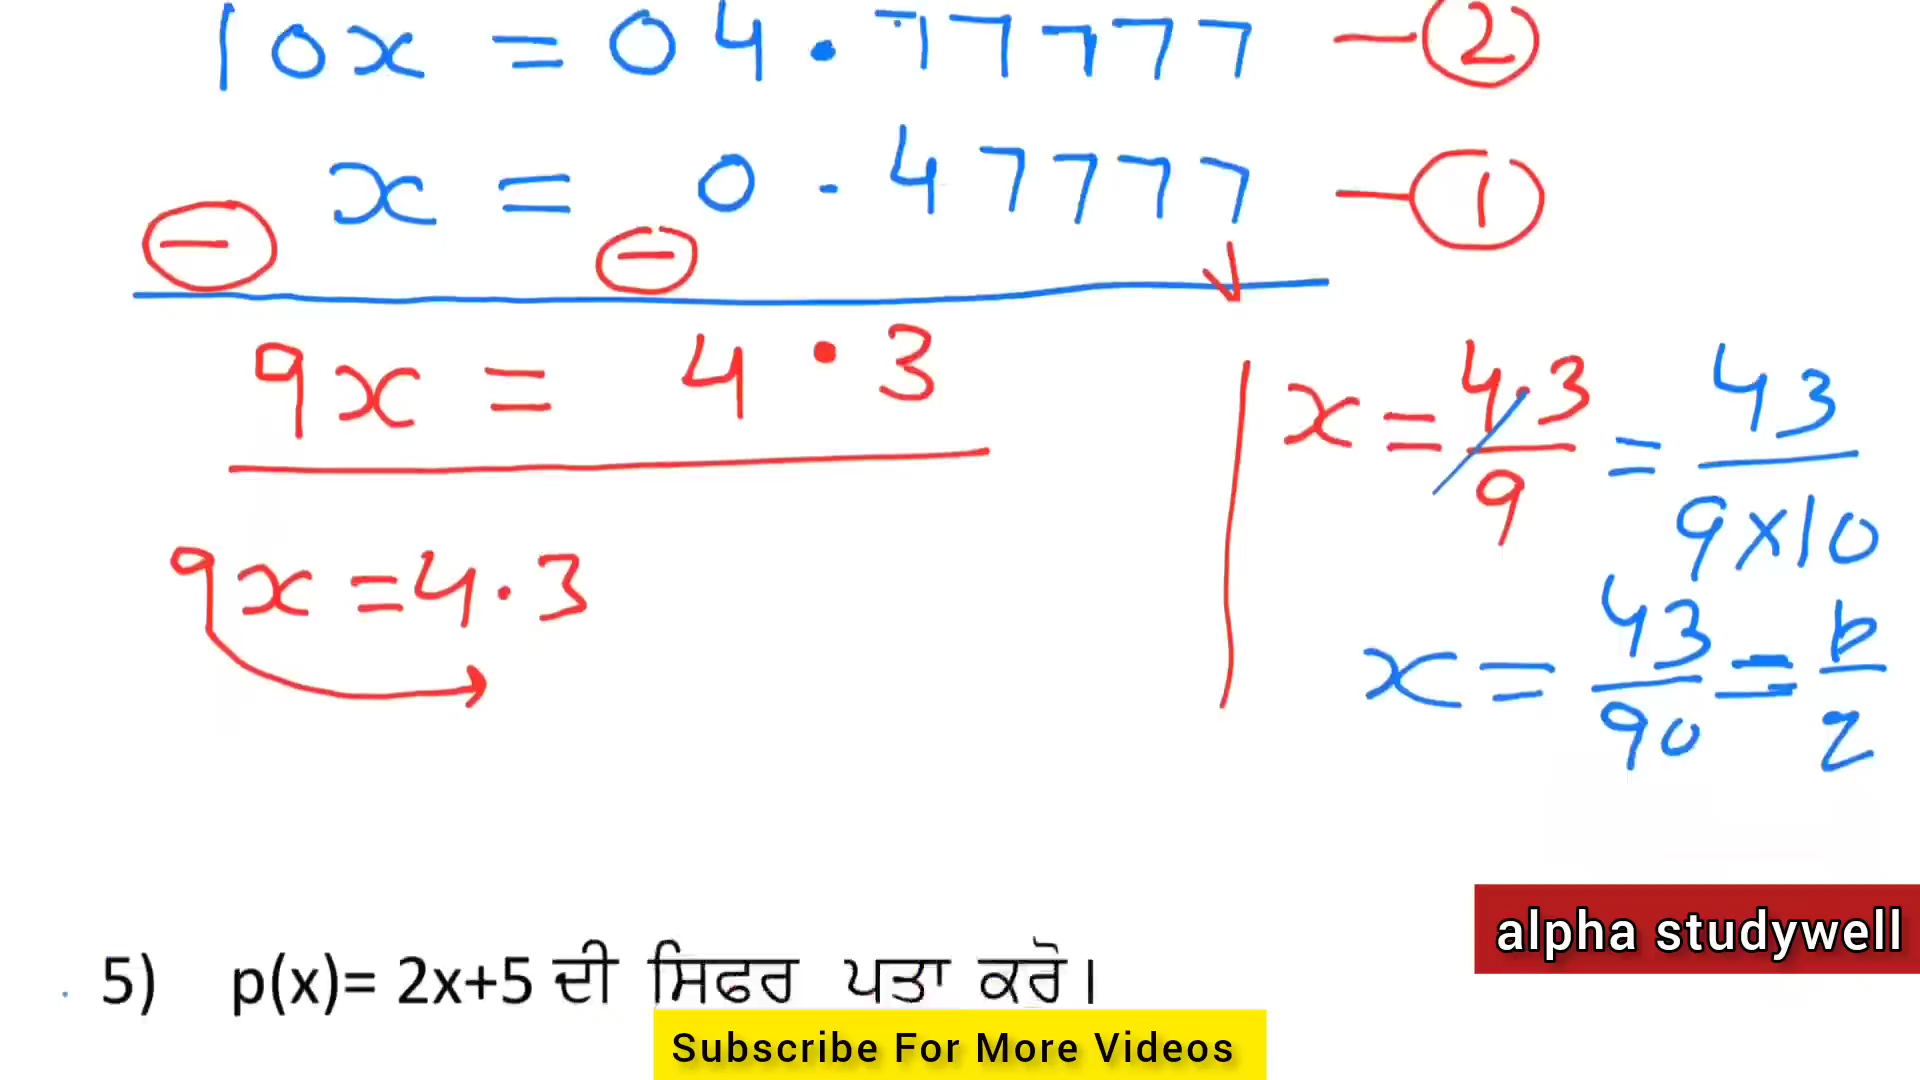 10x = 04.77777 — 2
x = 0.47777 — 1
− −
9x = 4.3
x = 4.3/9 = 43/9×10
9x = 4.3
x = 43/90 = p/q
5) p(x)= 2x+5 ਦੀ ਸਿਫਰ ਪਤਾ ਕਰੋ।
alpha studywell
Subscribe For More Videos